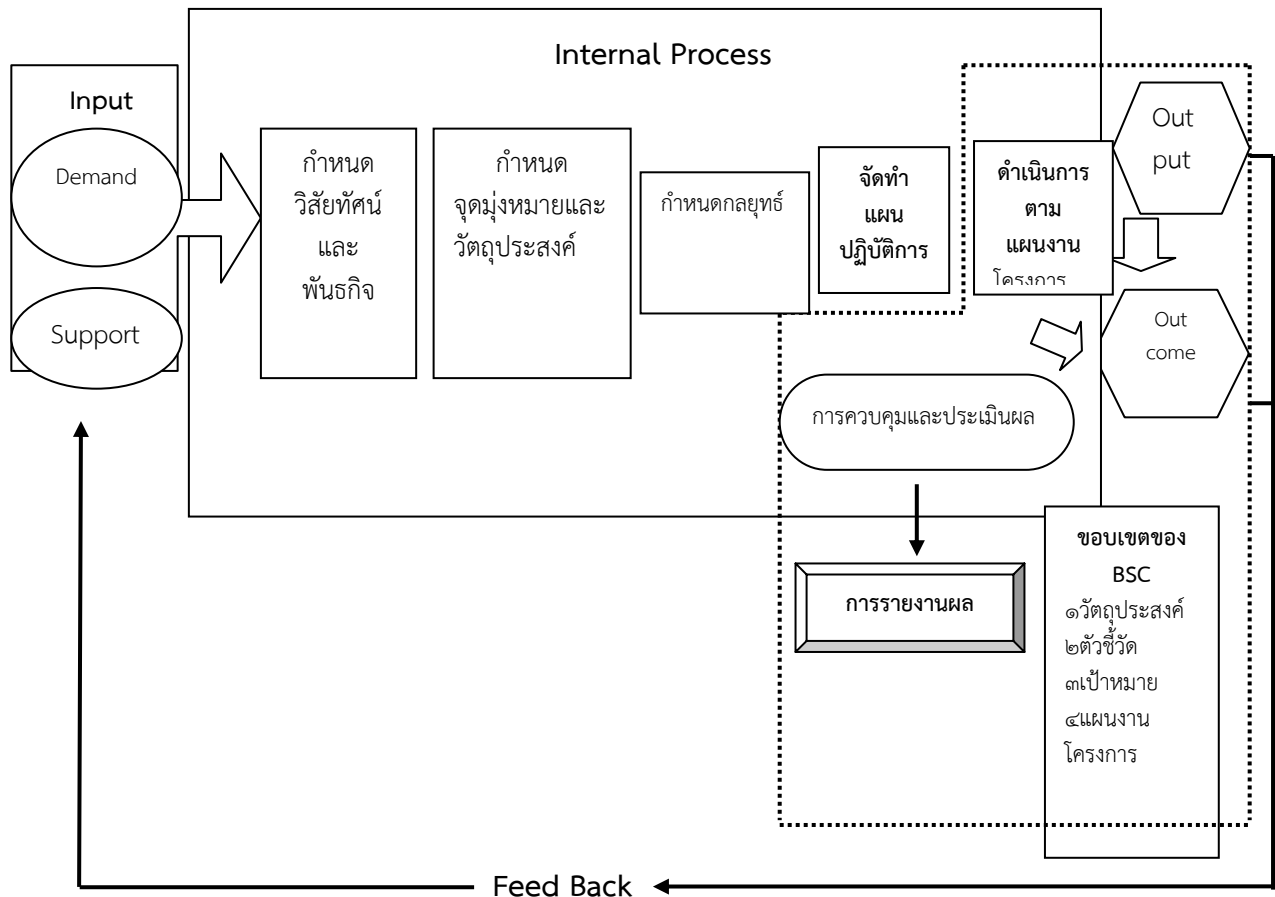 Internal Process
Input
Demand
Support
กำหนด
วิสัยทัศน์
และ
พันธกิจ
กำหนด
จุดมุ่งหมายและ
วัตถุประสงค์
กำหนดกลยุทธ์
จัดทำ
แผน
ปฏิบัติการ
ดำเนินการ
ตาม
แผนงาน
โครงการ
Out
put
Out
come
การควบคุมและประเมินผล
การรายงานผล
ขอบเขตของ
BSC
๑วัตถุประสงค์
๒ตัวชี้วัด
๓เป้าหมาย
๔แผนงาน
โครงการ
Feed Back